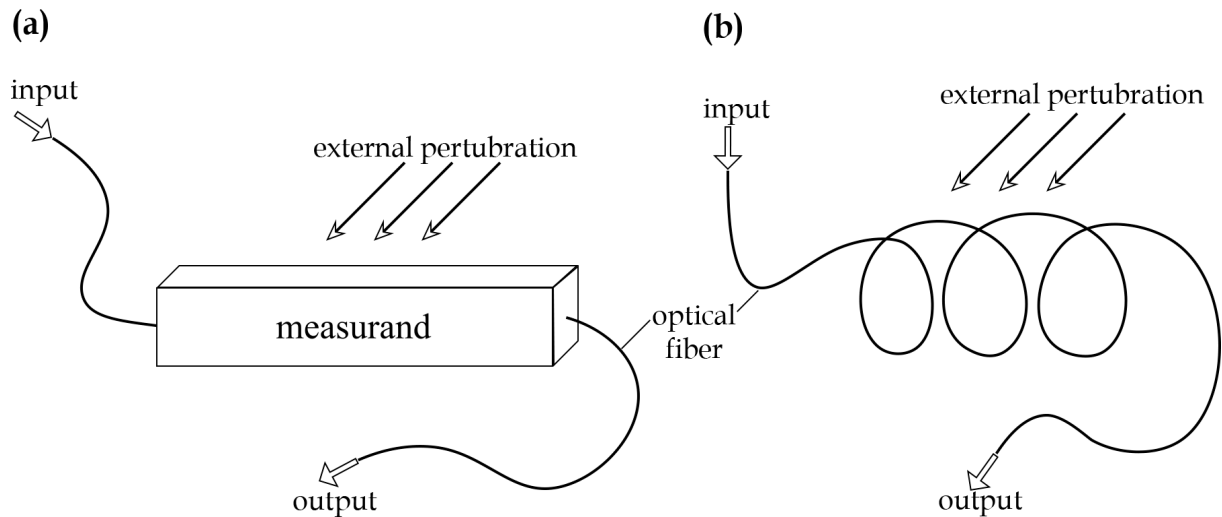 (a)
input
external pertubration
measurand
output
optical
fiber
(b)
input
external pertubration
output